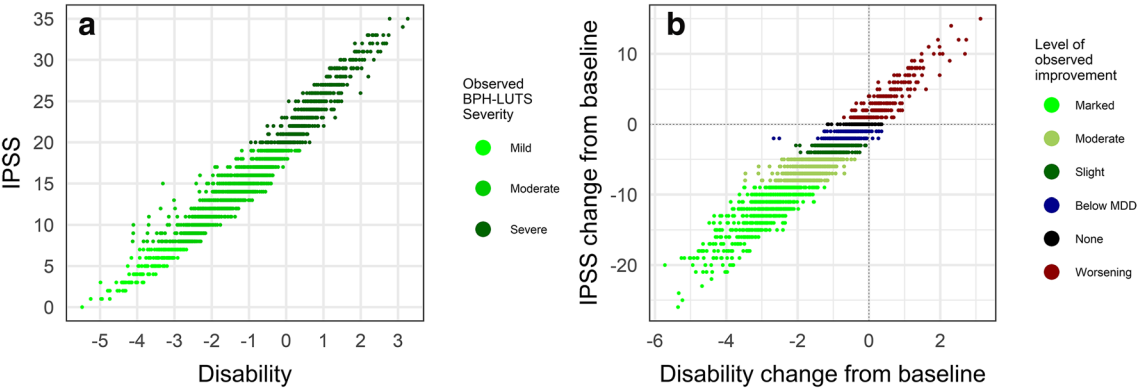 a
35
30
25
20
15
10
5
0
IPSS
-5 -4 -3 -2 -1 0 1 2 3
Disability
Observed
BPH-LUTS
Severity
Mild
Moderate
Severe
b
10
0
-10
-20
IPSS change from baseline
-6 -4 -2 0 2
Disability change from baseline
Level of
observed
improvement
Marked
Moderate
Slight
Below MDD
None
Worsening